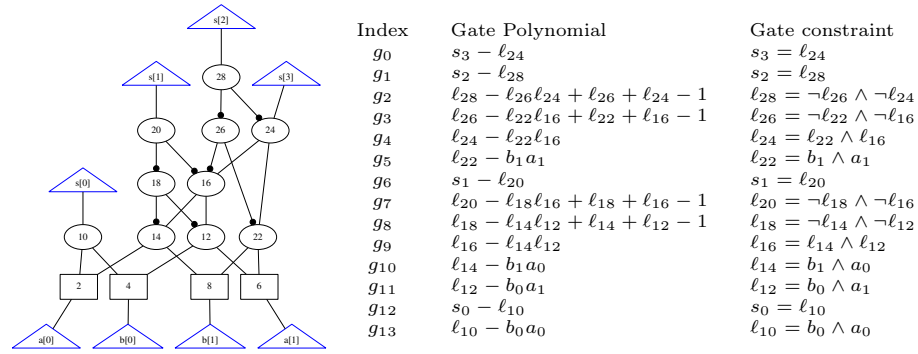 s[2]
s[1]
28
s[3]
20
26
24
s[0]
18
16
10
14
12
22
2
4
8
6
a[0]
b[0]
b[1]
a[1]
Index Gate Polynomial Gate constraint
g₀ s₃ − ℓ₂₄ s₃ = ℓ₂₄
g₁ s₂ − ℓ₂₈ s₂ = ℓ₂₈
g₂ ℓ₂₈ − ℓ₂₆ℓ₂₄ + ℓ₂₆ + ℓ₂₄ − 1 ℓ₂₈ = ¬ℓ₂₆ ∧ ¬ℓ₂₄
g₃ ℓ₂₆ − ℓ₂₂ℓ₁₆ + ℓ₂₂ + ℓ₁₆ − 1 ℓ₂₆ = ¬ℓ₂₂ ∧ ¬ℓ₁₆
g₄ ℓ₂₄ − ℓ₂₂ℓ₁₆ ℓ₂₄ = ℓ₂₂ ∧ ℓ₁₆
g₅ ℓ₂₂ − b₁a₁ ℓ₂₂ = b₁ ∧ a₁
g₆ s₁ − ℓ₂₀ s₁ = ℓ₂₀
g₇ ℓ₂₀ − ℓ₁₈ℓ₁₆ + ℓ₁₈ + ℓ₁₆ − 1 ℓ₂₀ = ¬ℓ₁₈ ∧ ¬ℓ₁₆
g₈ ℓ₁₈ − ℓ₁₄ℓ₁₂ + ℓ₁₄ + ℓ₁₂ − 1 ℓ₁₈ = ¬ℓ₁₄ ∧ ¬ℓ₁₂
g₉ ℓ₁₆ − ℓ₁₄ℓ₁₂ ℓ₁₆ = ℓ₁₄ ∧ ℓ₁₂
g₁₀ ℓ₁₄ − b₁a₀ ℓ₁₄ = b₁ ∧ a₀
g₁₁ ℓ₁₂ − b₀a₁ ℓ₁₂ = b₀ ∧ a₁
g₁₂ s₀ − ℓ₁₀ s₀ = ℓ₁₀
g₁₃ ℓ₁₀ − b₀a₀ ℓ₁₀ = b₀ ∧ a₀